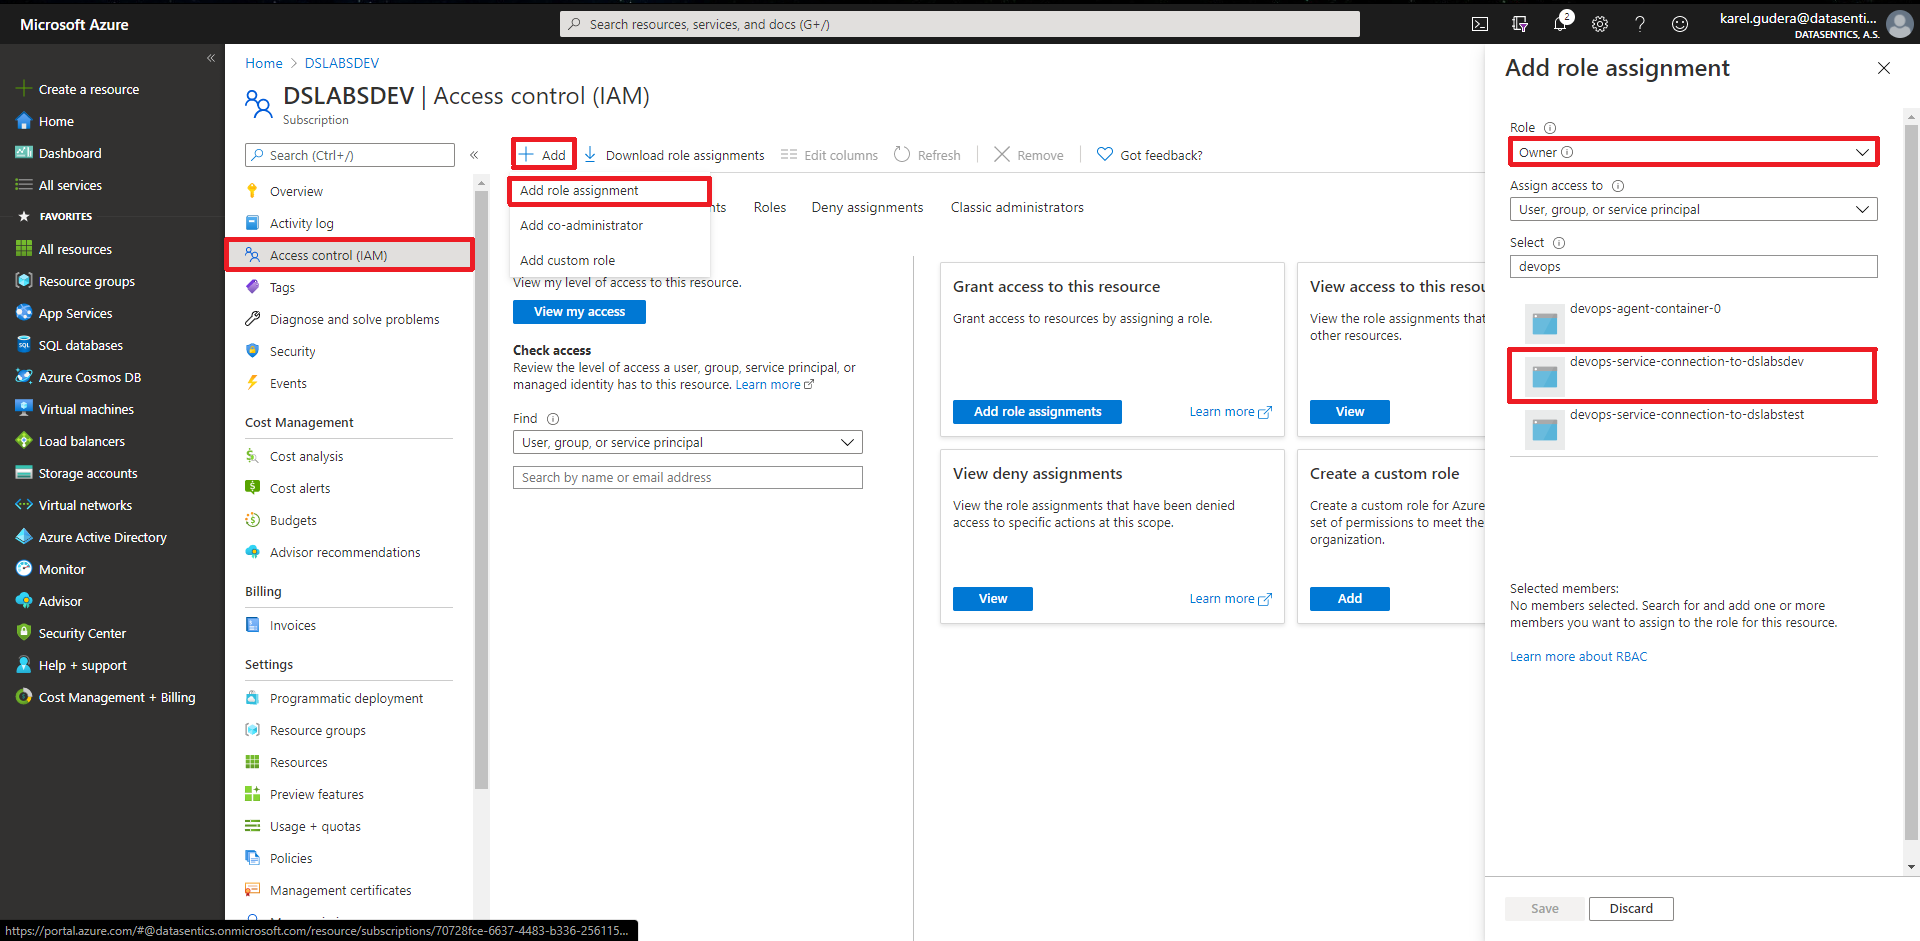 Microsoft Azure
Search resources, services, and docs (G+/)
2
karel.gudera@datasenti...
DATASENTICS, A.S.
Create a resource
Home
Dashboard
All services
FAVORITES
All resources
Resource groups
App Services
SQL databases
Azure Cosmos DB
Virtual machines
Load balancers
Storage accounts
Virtual networks
Azure Active Directory
Monitor
Advisor
Security Center
Help + support
Cost Management + Billing
Home > DSLABSDEV
DSLABSDEV | Access control (IAM)
Subscription
Search (Ctrl+/)
Overview
Activity log
Access control (IAM)
Tags
Diagnose and solve problems
Security
Events
Cost Management
Cost analysis
Cost alerts
Budgets
Advisor recommendations
Billing
Invoices
Settings
Programmatic deployment
Resource groups
Resources
Preview features
Usage + quotas
Policies
Management certificates
Add
Download role assignments
Edit columns
Refresh
Remove
Got feedback?
Add role assignment
Add co-administrator
Add custom role
nts
Roles
Deny assignments
Classic administrators
View my level of access to this resource.
View my access
Check access
Review the level of access a user, group, service principal, or
managed identity has to this resource. Learn more
Find
User, group, or service principal
Search by name or email address
Grant access to this resource
Grant access to resources by assigning a role.
Add role assignments
Learn more
View access to this resou
View the role assignments that
other resources.
View
View deny assignments
View the role assignments that have been denied
access to specific actions at this scope.
View
Learn more
Create a custom role
Create a custom role for Azure
set of permissions to meet the
organization.
Add
Add role assignment
Role
Owner
Assign access to
User, group, or service principal
Select
devops
devops-agent-container-0
devops-service-connection-to-dslabsdev
devops-service-connection-to-dslabstest
Selected members:
No members selected. Search for and add one or more
members you want to assign to the role for this resource.
Learn more about RBAC
Save
Discard
https://portal.azure.com/#@datasentics.onmicrosoft.com/resource/subscriptions/70728fce-6637-4483-b336-256115...